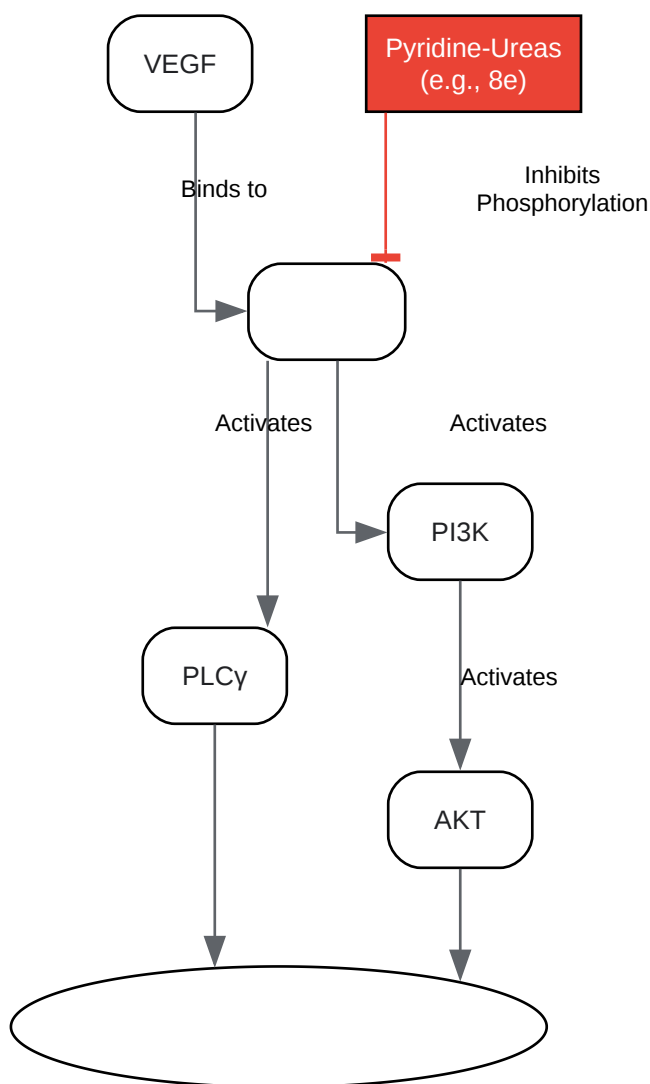 VEGF
Pyridine-Ureas
(e.g., 8e)
Binds to
Inhibits
Phosphorylation
Activates
Activates
PI3K
PLCγ
Activates
AKT